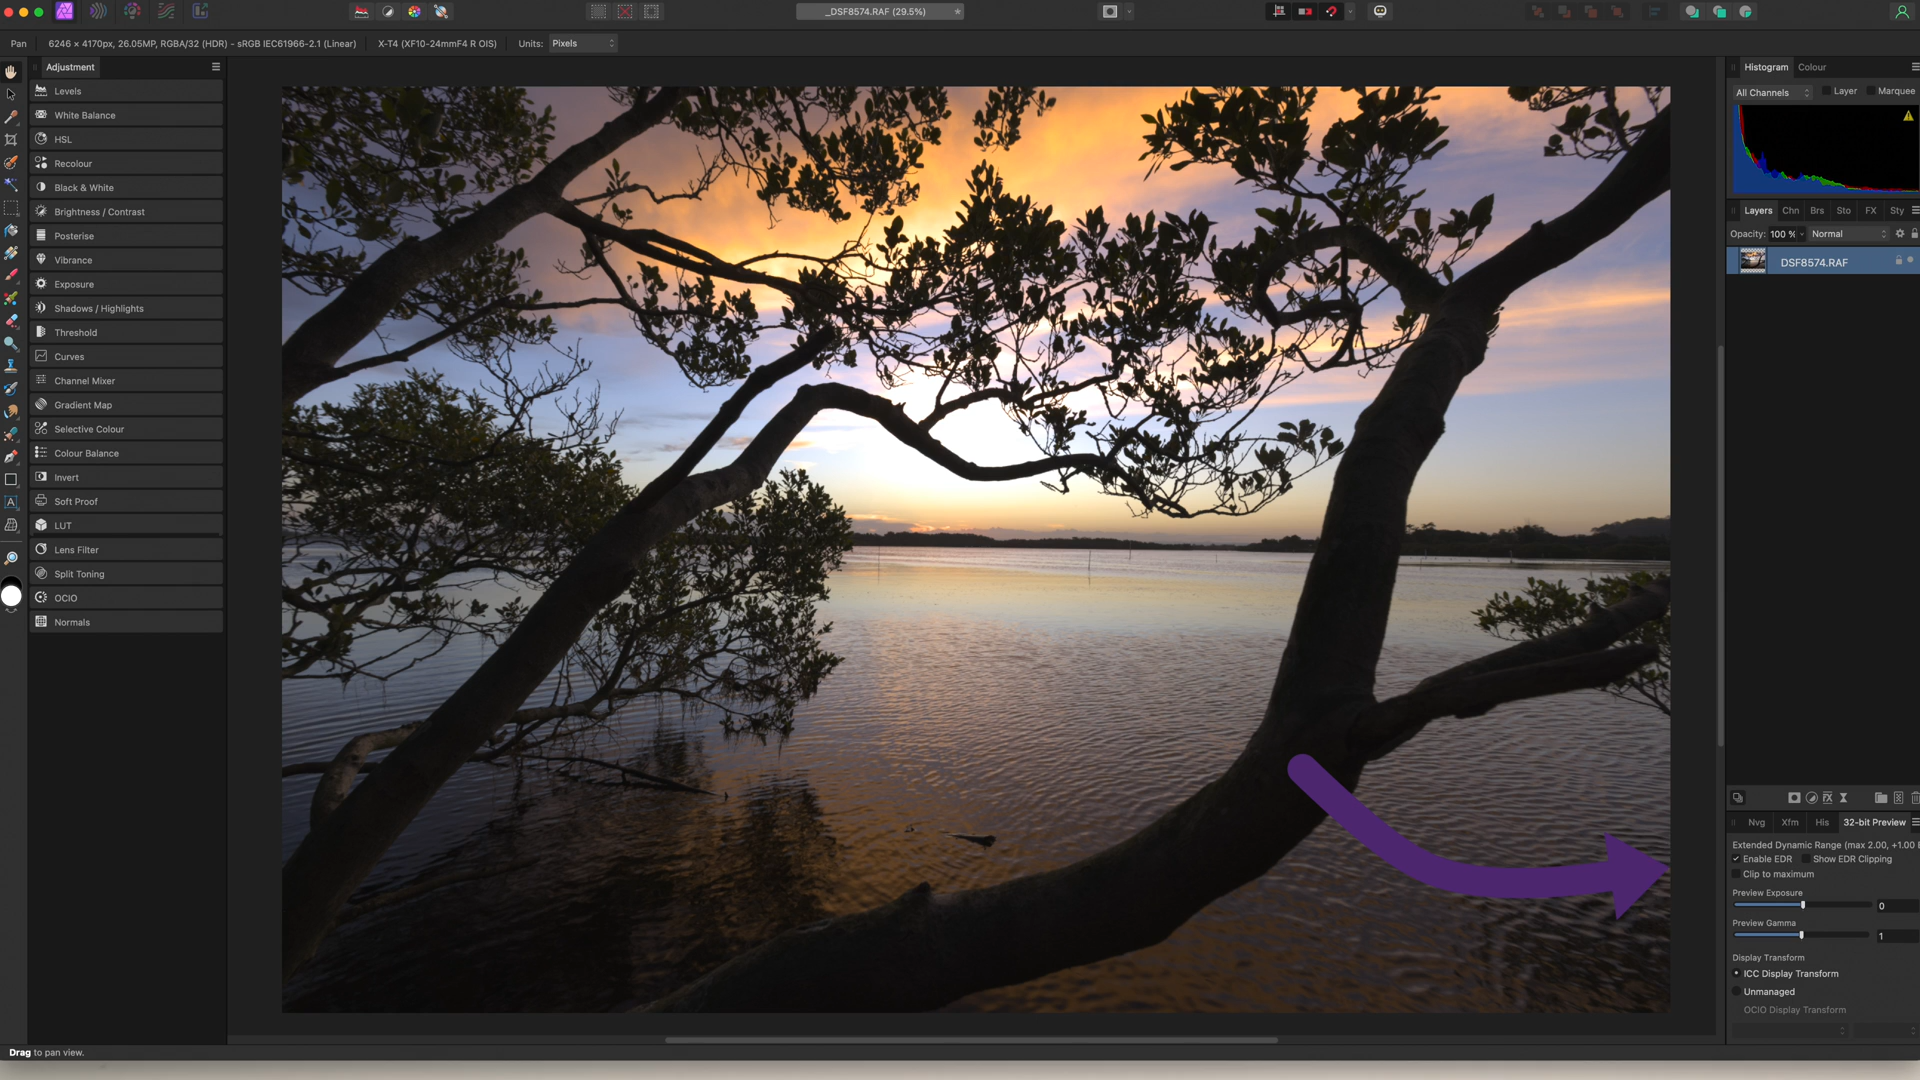 _DSF8574.RAF (29.5%)
Pan
6246 × 4170px, 26.05MP, RGBA/32 (HDR) - sRGB IEC61966-2.1 (Linear)
X-T4 (XF10-24mmF4 R OIS)
Units: Pixels
Adjustment
Levels
White Balance
HSL
Recolour
Black & White
Brightness / Contrast
Posterise
Vibrance
Exposure
Shadows / Highlights
Threshold
Curves
Channel Mixer
Gradient Map
Selective Colour
Colour Balance
Invert
Soft Proof
LUT
Lens Filter
Split Toning
OCIO
Normals
Histogram Colour
All Channels Layer Marquee
Layers Chn Brs Sto FX Sty
Opacity: 100 % Normal
DSF8574.RAF
Nvg Xfm His 32-bit Preview
Extended Dynamic Range (max 2.00, +1.00 E
Enable EDR Show EDR Clipping
Clip to maximum
Preview Exposure
0
Preview Gamma
1
Display Transform
ICC Display Transform
Unmanaged
OCIO Display Transform
Drag to pan view.